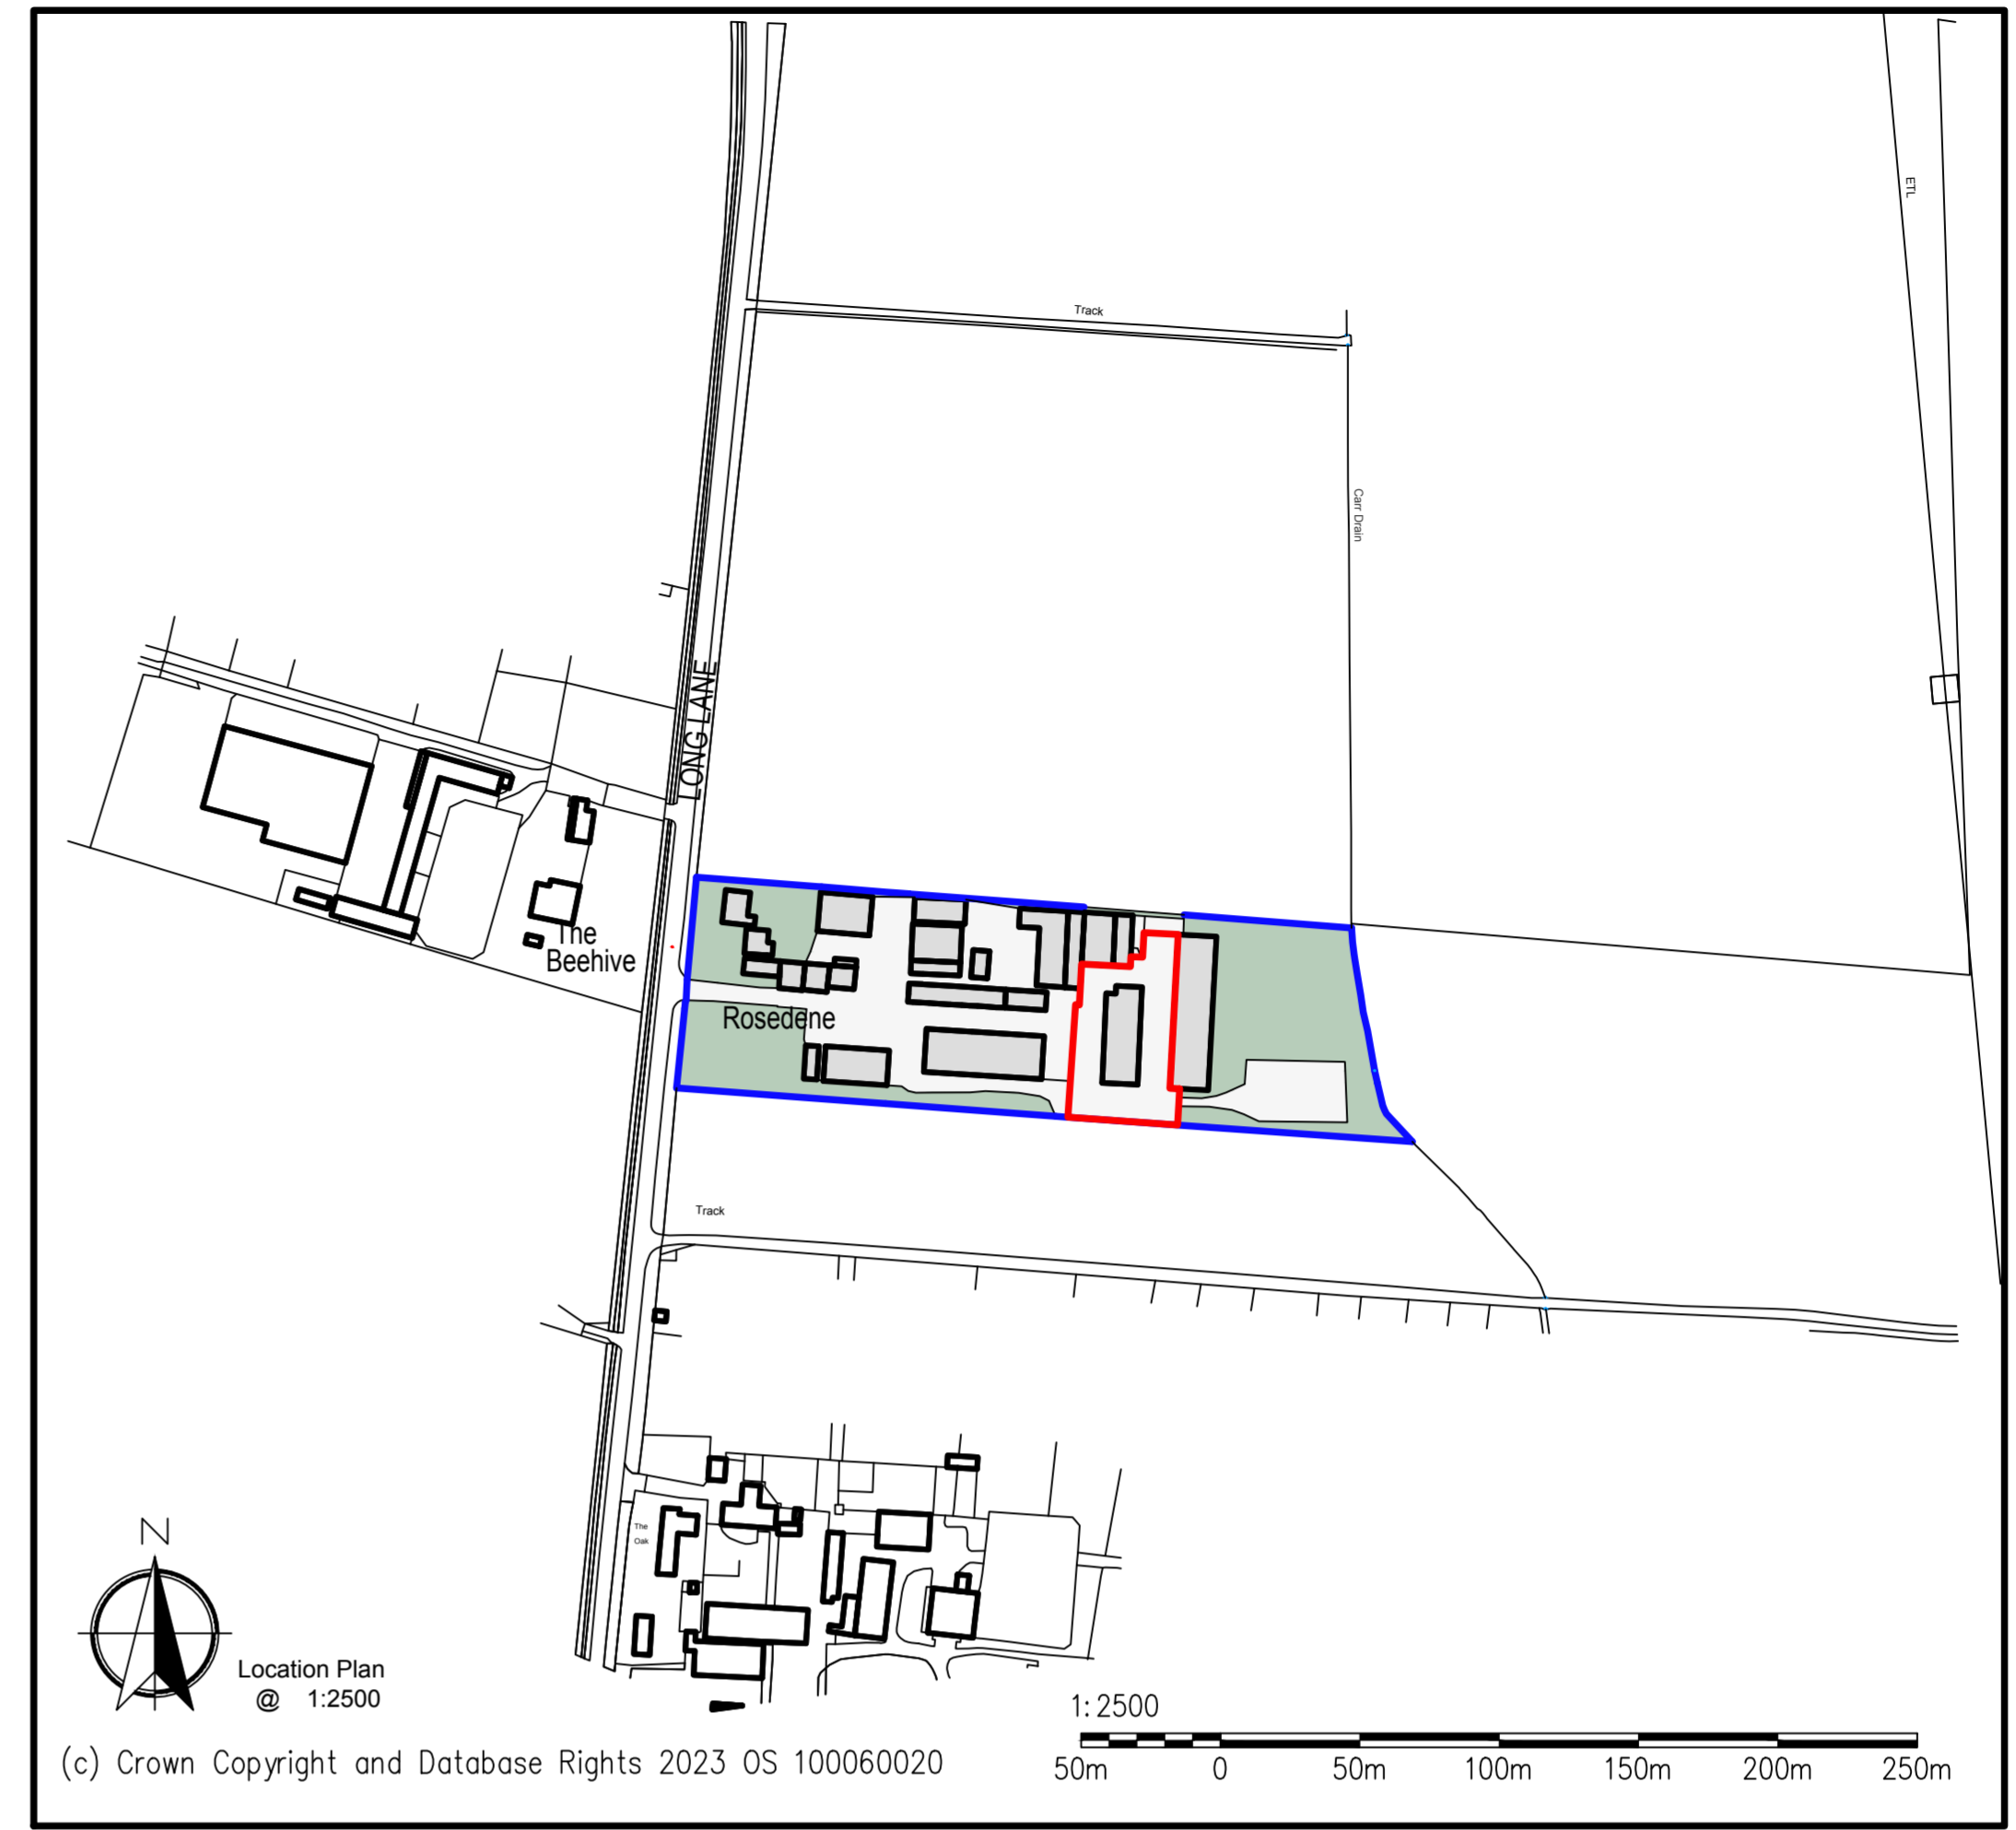 ETL
Track
Carr Drain
LONG LANE
The
Beehive
Rosedene
Track
The
Oak
N
Location Plan
@ 1:2500
1:2500
(c) Crown Copyright and Database Rights 2023 OS 100060020
50m 0 50m 100m 150m 200m 250m